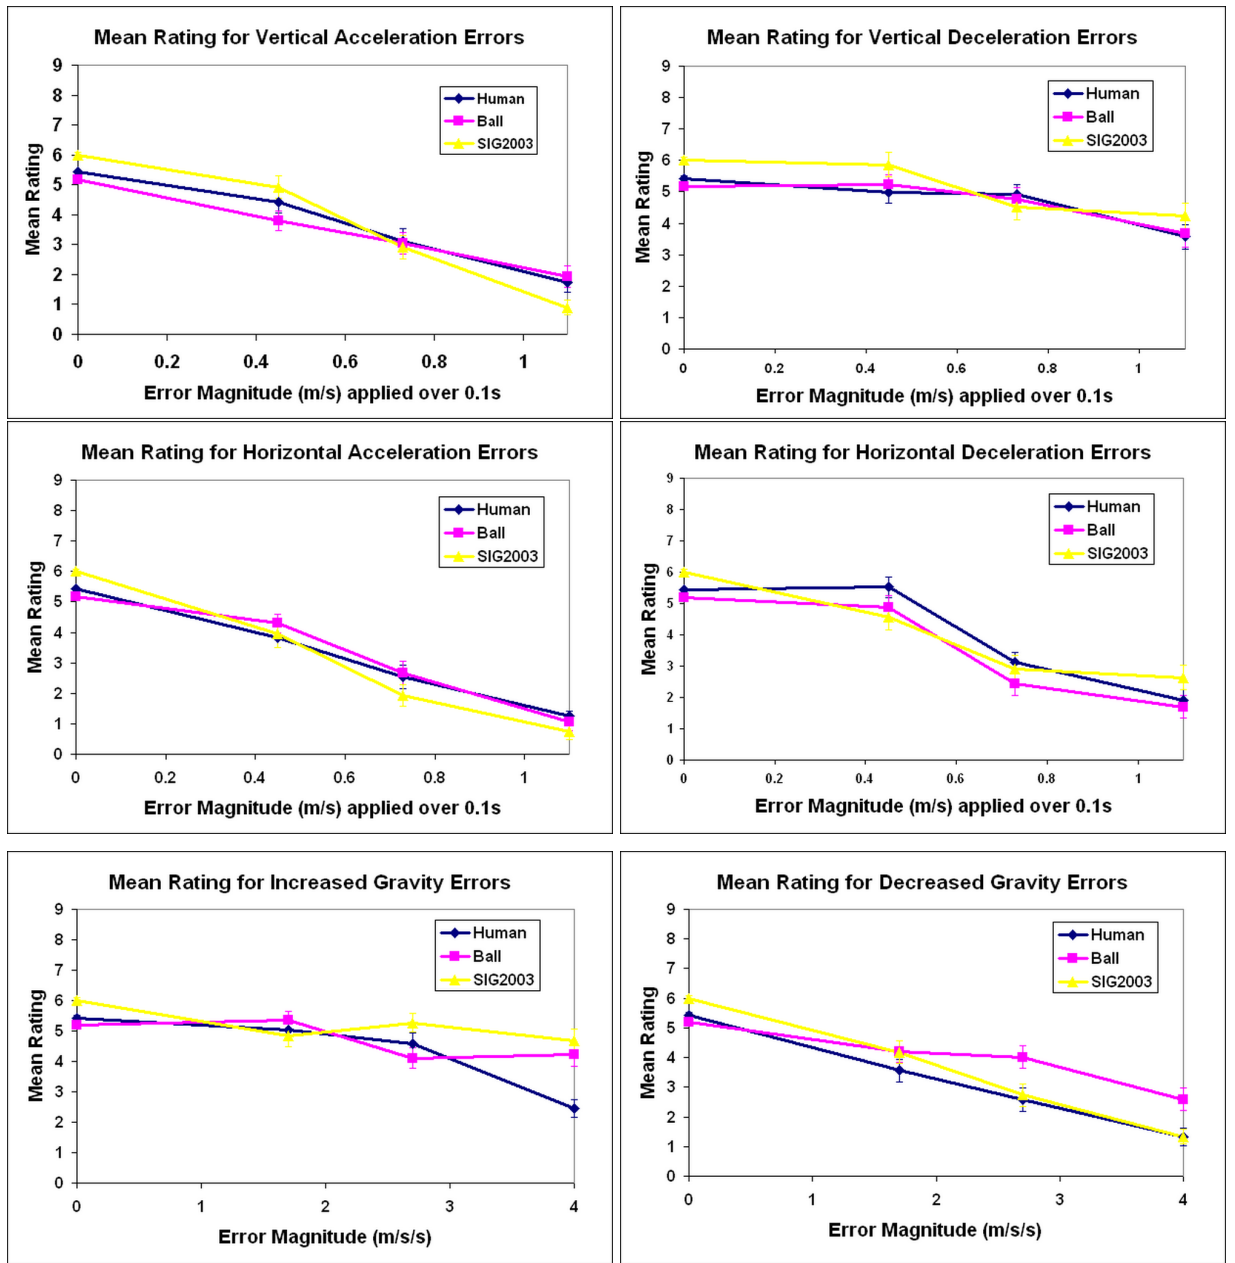 Mean Rating for Vertical Acceleration Errors
9
8
7
6
5
4
3
2
1
0
Mean Rating
Human
Ball
SIG2003
0 0.2 0.4 0.6 0.8 1
Error Magnitude (m/s) applied over 0.1s
Mean Rating for Vertical Deceleration Errors
9
8
7
6
5
4
3
2
1
0
Mean Rating
Human
Ball
SIG2003
0 0.2 0.4 0.6 0.8 1
Error Magnitude (m/s) applied over 0.1s
Mean Rating for Horizontal Acceleration Errors
9
8
7
6
5
4
3
2
1
0
Mean Rating
Human
Ball
SIG2003
0 0.2 0.4 0.6 0.8 1
Error Magnitude (m/s) applied over 0.1s
Mean Rating for Horizontal Deceleration Errors
9
8
7
6
5
4
3
2
1
0
Mean Rating
Human
Ball
SIG2003
0 0.2 0.4 0.6 0.8 1
Error Magnitude (m/s) applied over 0.1s
Mean Rating for Increased Gravity Errors
9
8
7
6
5
4
3
2
1
0
Mean Rating
Human
Ball
SIG2003
0 1 2 3 4
Error Magnitude (m/s/s)
Mean Rating for Decreased Gravity Errors
9
8
7
6
5
4
3
2
1
0
Mean Rating
Human
Ball
SIG2003
0 1 2 3 4
Error Magnitude (m/s/s)